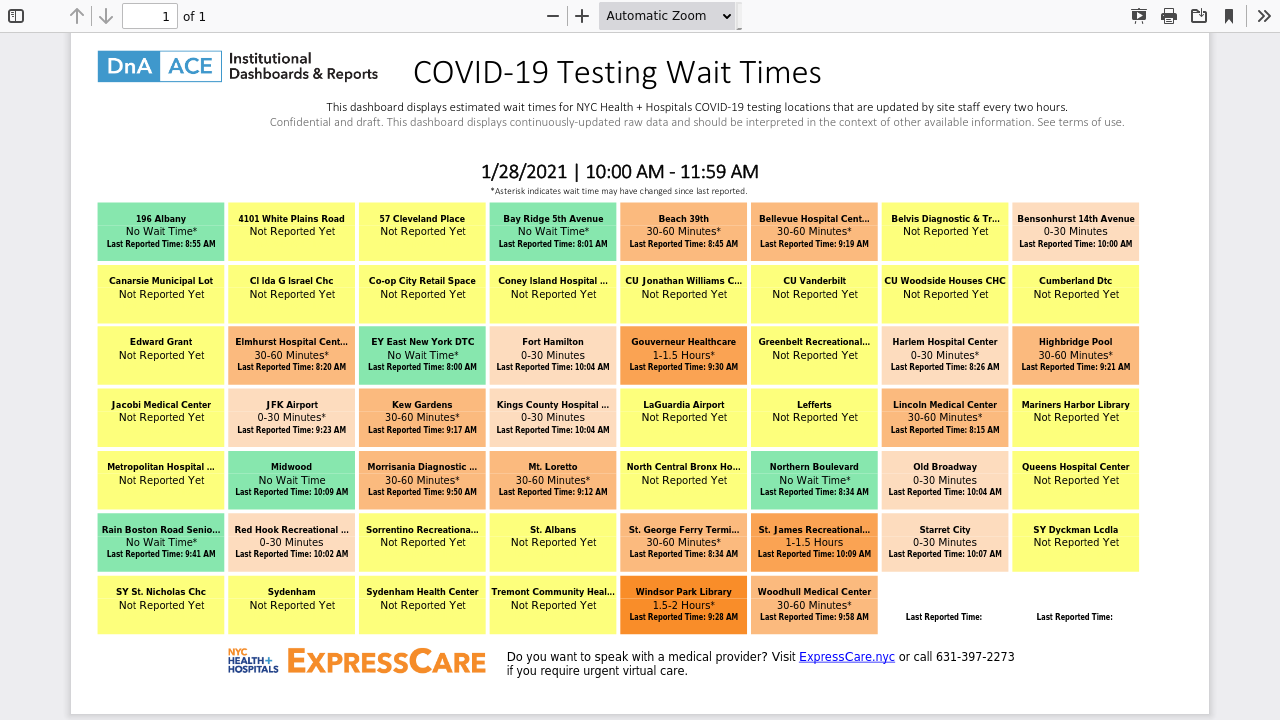 1 of 1 Automatic Zoom
DnA ACE Institutional Dashboards & Reports
COVID-19 Testing Wait Times
This dashboard displays estimated wait times for NYC Health + Hospitals COVID-19 testing locations that are updated by site staff every two hours.
Confidential and draft. This dashboard displays continuously-updated raw data and should be interpreted in the context of other available information. See terms of use.
1/28/2021 | 10:00 AM - 11:59 AM
*Asterisk indicates wait time may have changed since last reported.
196 Albany
No Wait Time*
Last Reported Time: 8:55 AM
4101 White Plains Road
Not Reported Yet
57 Cleveland Place
Not Reported Yet
Bay Ridge 5th Avenue
No Wait Time*
Last Reported Time: 8:01 AM
Beach 39th
30-60 Minutes*
Last Reported Time: 8:45 AM
Bellevue Hospital Cent...
30-60 Minutes*
Last Reported Time: 9:19 AM
Belvis Diagnostic & Tr...
Not Reported Yet
Bensonhurst 14th Avenue
0-30 Minutes
Last Reported Time: 10:00 AM
Canarsie Municipal Lot
Not Reported Yet
CI Ida G Israel Chc
Not Reported Yet
Co-op City Retail Space
Not Reported Yet
Coney Island Hospital ...
Not Reported Yet
CU Jonathan Williams C...
Not Reported Yet
CU Vanderbilt
Not Reported Yet
CU Woodside Houses CHC
Not Reported Yet
Cumberland Dtc
Not Reported Yet
Edward Grant
Not Reported Yet
Elmhurst Hospital Cent...
30-60 Minutes*
Last Reported Time: 8:20 AM
EY East New York DTC
No Wait Time*
Last Reported Time: 8:00 AM
Fort Hamilton
0-30 Minutes
Last Reported Time: 10:04 AM
Gouverneur Healthcare
1-1.5 Hours*
Last Reported Time: 9:30 AM
Greenbelt Recreational...
Not Reported Yet
Harlem Hospital Center
0-30 Minutes*
Last Reported Time: 8:26 AM
Highbridge Pool
30-60 Minutes*
Last Reported Time: 9:21 AM
Jacobi Medical Center
Not Reported Yet
JFK Airport
0-30 Minutes*
Last Reported Time: 9:23 AM
Kew Gardens
30-60 Minutes*
Last Reported Time: 9:17 AM
Kings County Hospital ...
0-30 Minutes
Last Reported Time: 10:04 AM
LaGuardia Airport
Not Reported Yet
Lefferts
Not Reported Yet
Lincoln Medical Center
30-60 Minutes*
Last Reported Time: 8:15 AM
Mariners Harbor Library
Not Reported Yet
Metropolitan Hospital ...
Not Reported Yet
Midwood
No Wait Time
Last Reported Time: 10:09 AM
Morrisania Diagnostic ...
30-60 Minutes*
Last Reported Time: 9:50 AM
Mt. Loretto
30-60 Minutes*
Last Reported Time: 9:12 AM
North Central Bronx Ho...
Not Reported Yet
Northern Boulevard
No Wait Time*
Last Reported Time: 8:34 AM
Old Broadway
0-30 Minutes
Last Reported Time: 10:04 AM
Queens Hospital Center
Not Reported Yet
Rain Boston Road Senio...
No Wait Time*
Last Reported Time: 9:41 AM
Red Hook Recreational ...
0-30 Minutes
Last Reported Time: 10:02 AM
Sorrentino Recreationa...
Not Reported Yet
St. Albans
Not Reported Yet
St. George Ferry Termi...
30-60 Minutes*
Last Reported Time: 8:34 AM
St. James Recreational...
1-1.5 Hours
Last Reported Time: 10:09 AM
Starret City
0-30 Minutes
Last Reported Time: 10:07 AM
SY Dyckman Lcdla
Not Reported Yet
SY St. Nicholas Chc
Not Reported Yet
Sydenham
Not Reported Yet
Sydenham Health Center
Not Reported Yet
Tremont Community Heal...
Not Reported Yet
Windsor Park Library
1.5-2 Hours*
Last Reported Time: 9:28 AM
Woodhull Medical Center
30-60 Minutes*
Last Reported Time: 9:58 AM
Last Reported Time:
Last Reported Time:
NYC HEALTH+ HOSPITALS EXPRESSCARE
Do you want to speak with a medical provider? Visit ExpressCare.nyc or call 631-397-2273
if you require urgent virtual care.